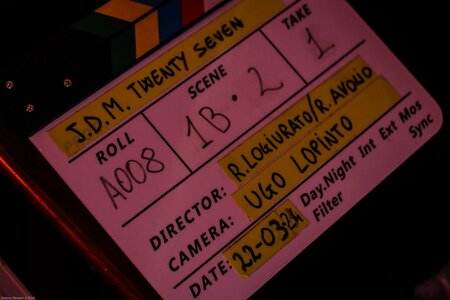 J.D.M. TWENTY SEVEN
ROLL SCENE TAKE
A008 1B·2 1
DIRECTOR: R.LOGIURATO/R.AVOLIO
CAMERA: UGO LOPINTO
DATE: 22-03-24 Day.Night Int Ext Mos
Filter Sync